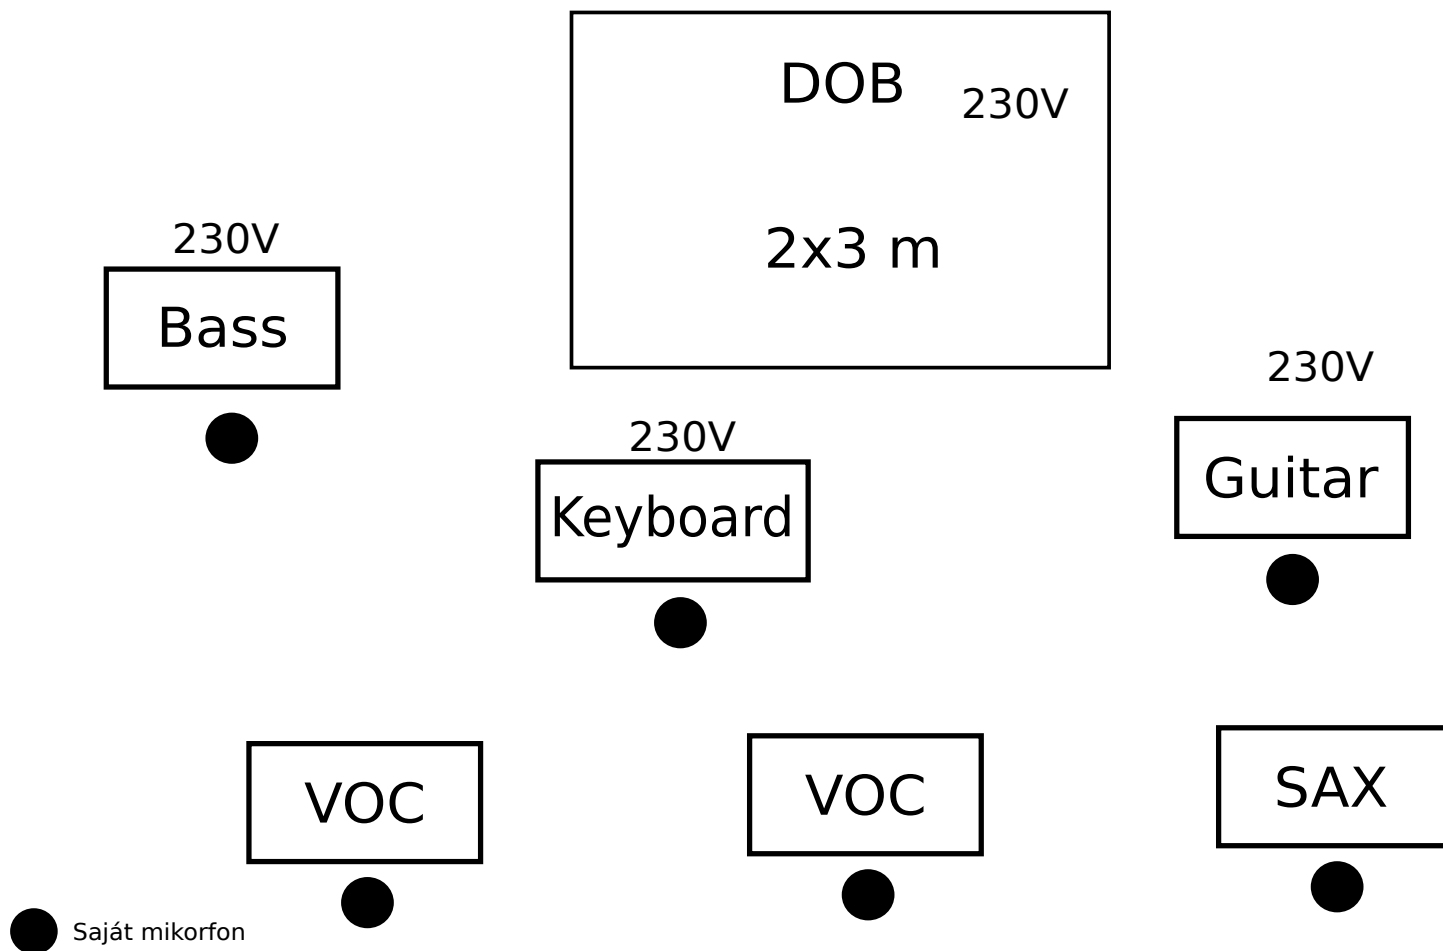 DOB
230V
2x3 m
230V
Bass
230V
Guitar
230V
Keyboard
VOC
VOC
SAX
Saját mikorfon